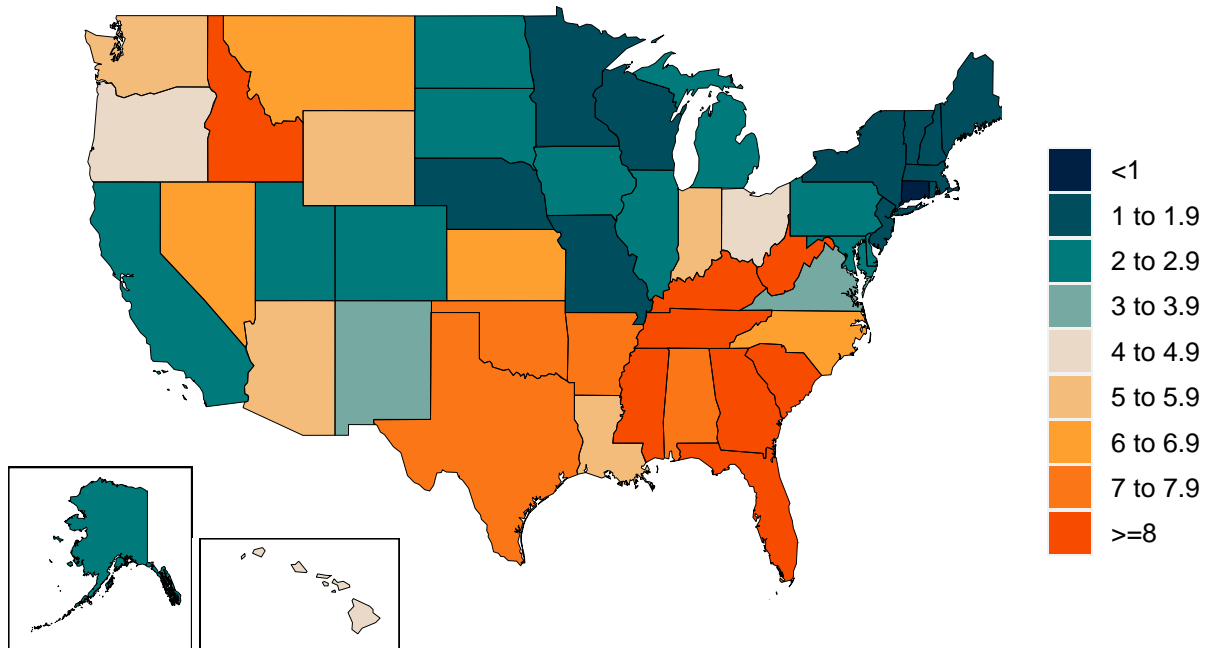 <1
1 to 1.9
2 to 2.9
3 to 3.9
4 to 4.9
5 to 5.9
6 to 6.9
7 to 7.9
>=8